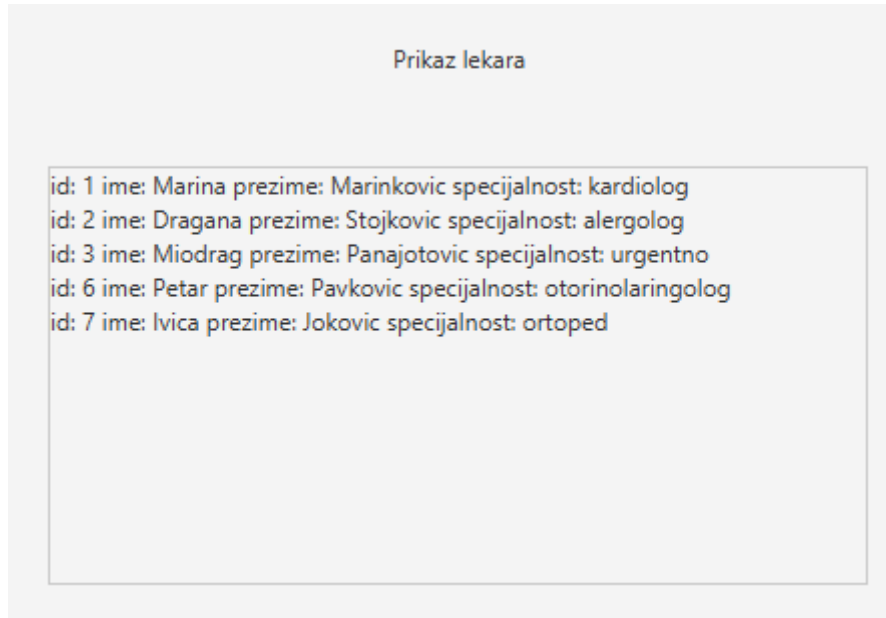 Prikaz lekara
id: 1 ime: Marina prezime: Marinkovic specijalnost: kardiolog
id: 2 ime: Dragana prezime: Stojkovic specijalnost: alergolog
id: 3 ime: Miodrag prezime: Panajotovic specijalnost: urgentno
id: 6 ime: Petar prezime: Pavkovic specijalnost: otorinolaringolog
id: 7 ime: Ivica prezime: Jokovic specijalnost: ortoped